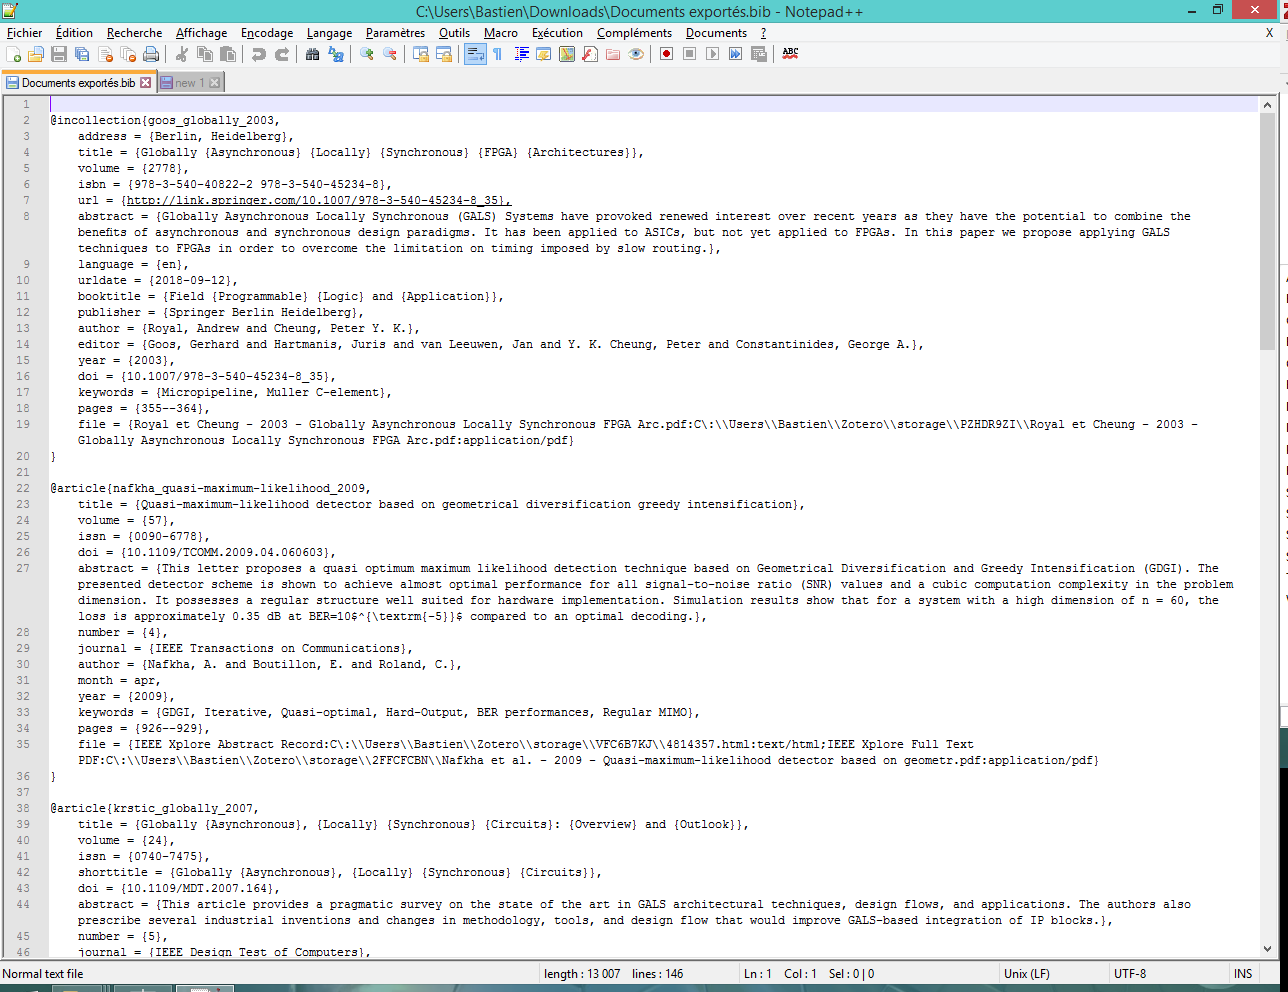 C:\Users\Bastien\Downloads\Documents exportés.bib - Notepad++
Fichier Édition Recherche Affichage Encodage Langage Paramètres Outils Macro Exécution Compléments Documents ? X
Documents exportés.bib new 1
1
2 @incollection{goos_globally_2003,
3 address = {Berlin, Heidelberg},
4 title = {Globally {Asynchronous} {Locally} {Synchronous} {FPGA} {Architectures}},
5 volume = {2778},
6 isbn = {978-3-540-40822-2 978-3-540-45234-8},
7 url = {http://link.springer.com/10.1007/978-3-540-45234-8_35},
8 abstract = {Globally Asynchronous Locally Synchronous (GALS) Systems have provoked renewed interest over recent years as they have the potential to combine the
benefits of asynchronous and synchronous design paradigms. It has been applied to ASICs, but not yet applied to FPGAs. In this paper we propose applying GALS
techniques to FPGAs in order to overcome the limitation on timing imposed by slow routing.},
9 language = {en},
10 urldate = {2018-09-12},
11 booktitle = {Field {Programmable} {Logic} and {Application}},
12 publisher = {Springer Berlin Heidelberg},
13 author = {Royal, Andrew and Cheung, Peter Y. K.},
14 editor = {Goos, Gerhard and Hartmanis, Juris and van Leeuwen, Jan and Y. K. Cheung, Peter and Constantinides, George A.},
15 year = {2003},
16 doi = {10.1007/978-3-540-45234-8_35},
17 keywords = {Micropipeline, Muller C-element},
18 pages = {355--364},
19 file = {Royal et Cheung - 2003 - Globally Asynchronous Locally Synchronous FPGA Arc.pdf:C\:\\Users\\Bastien\\Zotero\\storage\\PZHDR9ZI\\Royal et Cheung - 2003 -
Globally Asynchronous Locally Synchronous FPGA Arc.pdf:application/pdf}
20 }
21
22 @article{nafkha_quasi-maximum-likelihood_2009,
23 title = {Quasi-maximum-likelihood detector based on geometrical diversification greedy intensification},
24 volume = {57},
25 issn = {0090-6778},
26 doi = {10.1109/TCOMM.2009.04.060603},
27 abstract = {This letter proposes a quasi optimum maximum likelihood detection technique based on Geometrical Diversification and Greedy Intensification (GDGI). The
presented detector scheme is shown to achieve almost optimal performance for all signal-to-noise ratio (SNR) values and a cubic computation complexity in the problem
dimension. It possesses a regular structure well suited for hardware implementation. Simulation results show that for a system with a high dimension of n = 60, the
loss is approximately 0.35 dB at BER=10$^{\textrm{-5}}$ compared to an optimal decoding.},
28 number = {4},
29 journal = {IEEE Transactions on Communications},
30 author = {Nafkha, A. and Boutillon, E. and Roland, C.},
31 month = apr,
32 year = {2009},
33 keywords = {GDGI, Iterative, Quasi-optimal, Hard-Output, BER performances, Regular MIMO},
34 pages = {926--929},
35 file = {IEEE Xplore Abstract Record:C\:\\Users\\Bastien\\Zotero\\storage\\VFC6B7KJ\\4814357.html:text/html;IEEE Xplore Full Text
PDF:C\:\\Users\\Bastien\\Zotero\\storage\\2FFCFCBN\\Nafkha et al. - 2009 - Quasi-maximum-likelihood detector based on geometr.pdf:application/pdf}
36 }
37
38 @article{krstic_globally_2007,
39 title = {Globally {Asynchronous}, {Locally} {Synchronous} {Circuits}: {Overview} and {Outlook}},
40 volume = {24},
41 issn = {0740-7475},
42 shorttitle = {Globally {Asynchronous}, {Locally} {Synchronous} {Circuits}},
43 doi = {10.1109/MDT.2007.164},
44 abstract = {This article provides a pragmatic survey on the state of the art in GALS architectural techniques, design flows, and applications. The authors also
prescribe several industrial inventions and changes in methodology, tools, and design flow that would improve GALS-based integration of IP blocks.},
45 number = {5},
46 journal = {IEEE Design Test of Computers},
Normal text file length : 13 007 lines : 146 Ln : 1 Col : 1 Sel : 0 | 0 Unix (LF) UTF-8 INS